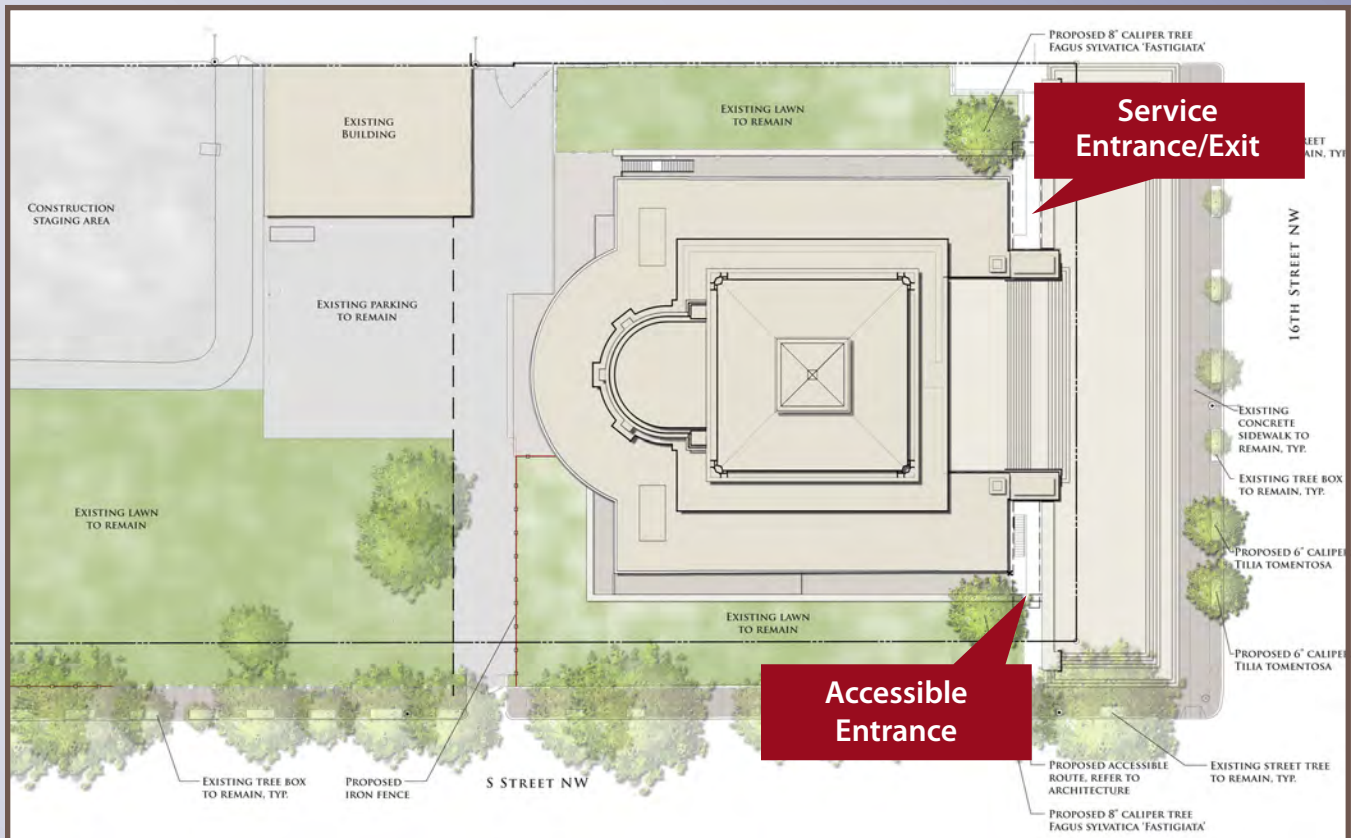 PROPOSED 8" CALIPER TREE
FAGUS SYLVATICA 'FASTIGIATA'
EXISTING LAWN
TO REMAIN
Service
Entrance/Exit
EXISTING
BUILDING
CONSTRUCTION
STAGING AREA
16TH STREET NW
EXISTING PARKING
TO REMAIN
EXISTING
CONCRETE
SIDEWALK TO
REMAIN, TYP.
EXISTING TREE BOX
TO REMAIN, TYP.
EXISTING LAWN
TO REMAIN
PROPOSED 6" CALIPER
TILIA TOMENTOSA
EXISTING LAWN
TO REMAIN
PROPOSED 6" CALIPER
TILIA TOMENTOSA
Accessible
Entrance
EXISTING TREE BOX
TO REMAIN, TYP.
PROPOSED
IRON FENCE
S STREET NW
PROPOSED ACCESSIBLE
ROUTE, REFER TO
ARCHITECTURE
EXISTING STREET TREE
TO REMAIN, TYP.
PROPOSED 8" CALIPER TREE
FAGUS SYLVATICA 'FASTIGIATA'